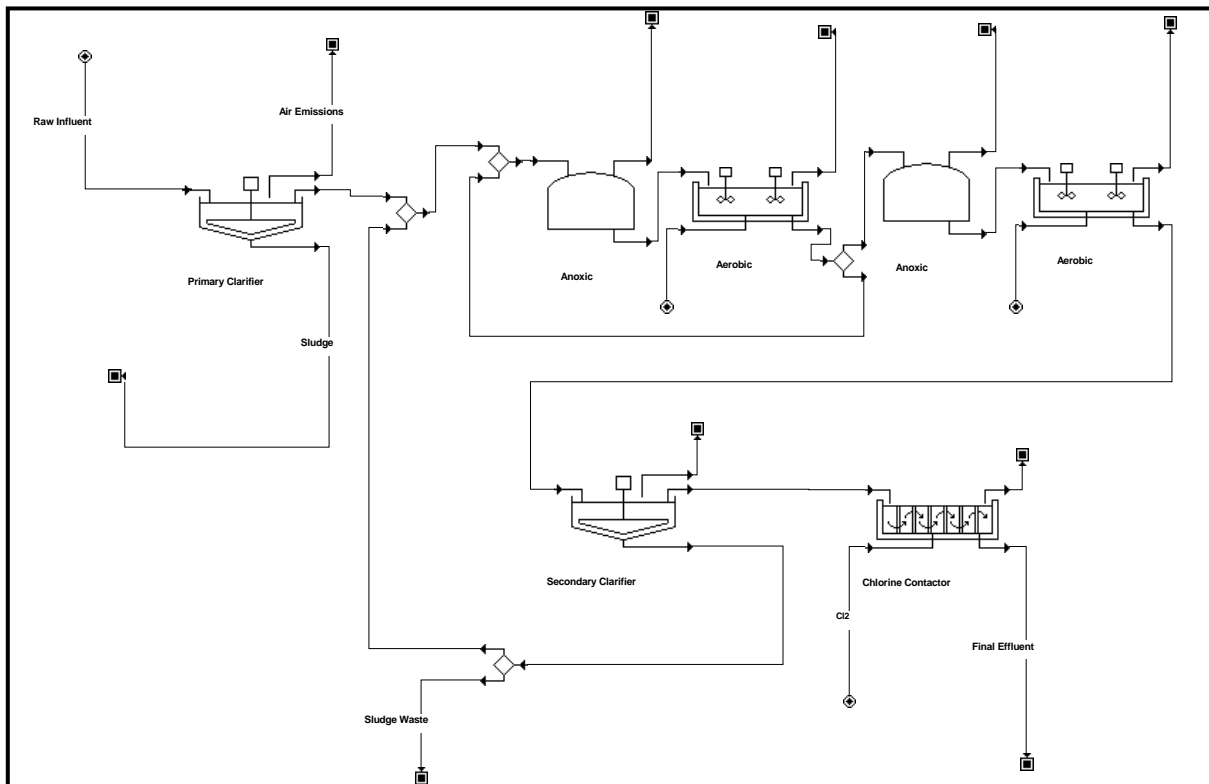 Air Emissions
Raw Influent
Primary Clarifier
Anoxic
Aerobic
Anoxic
Aerobic
Sludge
Secondary Clarifier
Chlorine Contactor
Cl2
Final Effluent
Sludge Waste